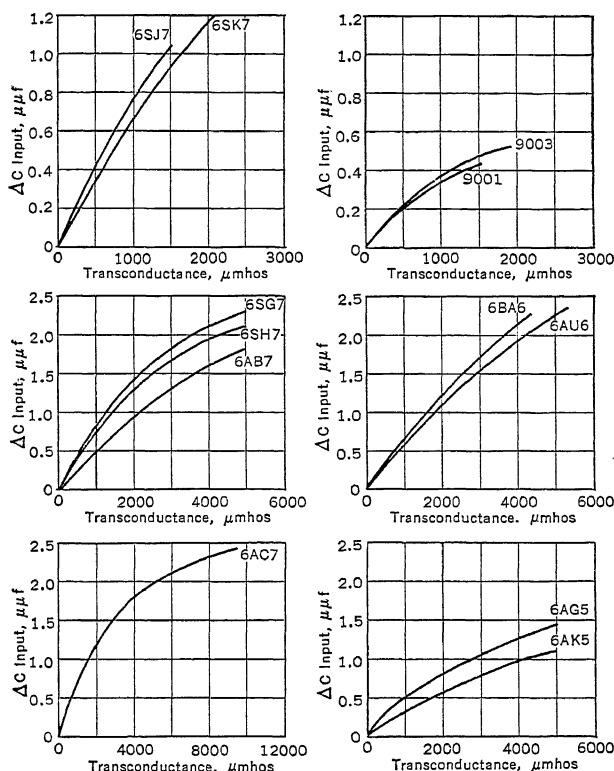 1.2
1.0
0.8
0.6
0.4
0.2
0
ΔC Input, μμf
6SJ7
6SK7
0 1000 2000 3000
Transconductance, μmhos
1.2
1.0
0.8
0.6
0.4
0.2
0
ΔC Input, μμf
9003
9001
0 1000 2000 3000
Transconductance, μmhos
2.5
2.0
1.5
1.0
0.5
0
ΔC Input, μμf
6SG7
6SH7
6AB7
0 2000 4000 6000
Transconductance, μmhos
2.5
2.0
1.5
1.0
0.5
0
ΔC Input, μμf
6BA6
6AU6
0 2000 4000 6000
Transconductance. μmhos
2.5
2.0
1.5
1.0
0.5
0
ΔC Input, μμf
6AC7
0 4000 8000 12000
Transconductance, μmhos
2.5
2.0
1.5
1.0
0.5
0
ΔC Input, μμf
6AG5
6AK5
0 2000 4000 6000
Transconductance, μmhos